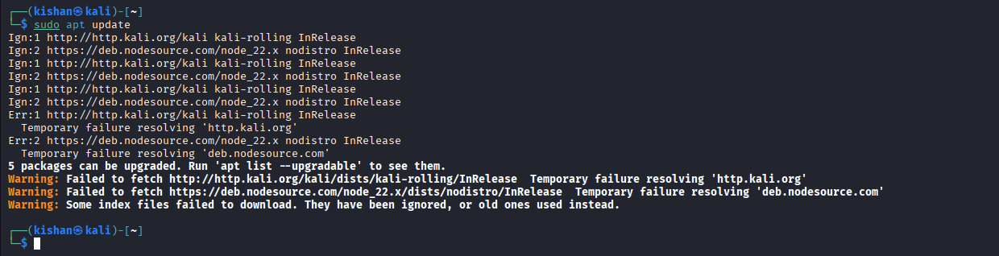 ┌──(kishan㉿kali)-[~]
└─$ sudo apt update
Ign:1 http://http.kali.org/kali kali-rolling InRelease
Ign:2 https://deb.nodesource.com/node_22.x nodistro InRelease
Ign:1 http://http.kali.org/kali kali-rolling InRelease
Ign:2 https://deb.nodesource.com/node_22.x nodistro InRelease
Ign:1 http://http.kali.org/kali kali-rolling InRelease
Ign:2 https://deb.nodesource.com/node_22.x nodistro InRelease
Err:1 http://http.kali.org/kali kali-rolling InRelease
  Temporary failure resolving 'http.kali.org'
Err:2 https://deb.nodesource.com/node_22.x nodistro InRelease
  Temporary failure resolving 'deb.nodesource.com'
5 packages can be upgraded. Run 'apt list --upgradable' to see them.
Warning: Failed to fetch http://http.kali.org/kali/dists/kali-rolling/InRelease  Temporary failure resolving 'http.kali.org'
Warning: Failed to fetch https://deb.nodesource.com/node_22.x/dists/nodistro/InRelease  Temporary failure resolving 'deb.nodesource.com'
Warning: Some index files failed to download. They have been ignored, or old ones used instead.
┌──(kishan㉿kali)-[~]
└─$